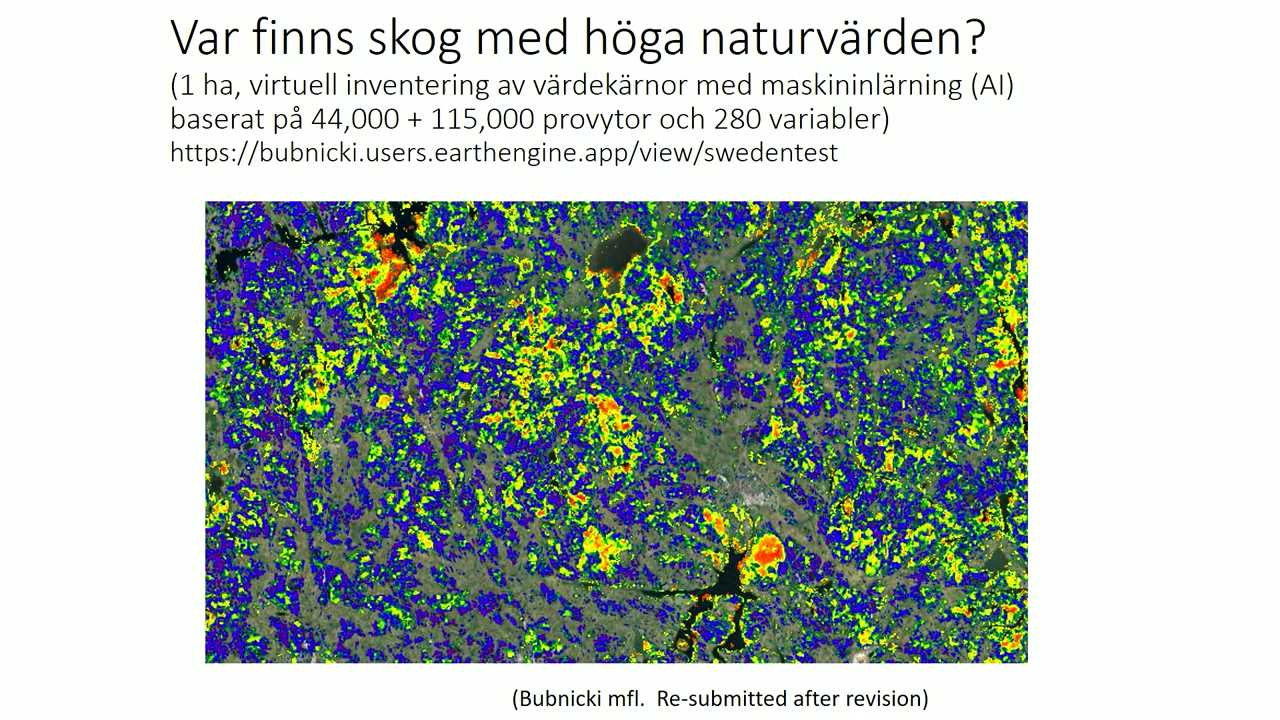 Var finns skog med höga naturvärden?
(1 ha, virtuell inventering av värdekärnor med maskininlärning (AI)
baserat på 44,000 + 115,000 provytor och 280 variabler)
https://bubnicki.users.earthengine.app/view/swedentest
(Bubnicki mfl.  Re-submitted after revision)